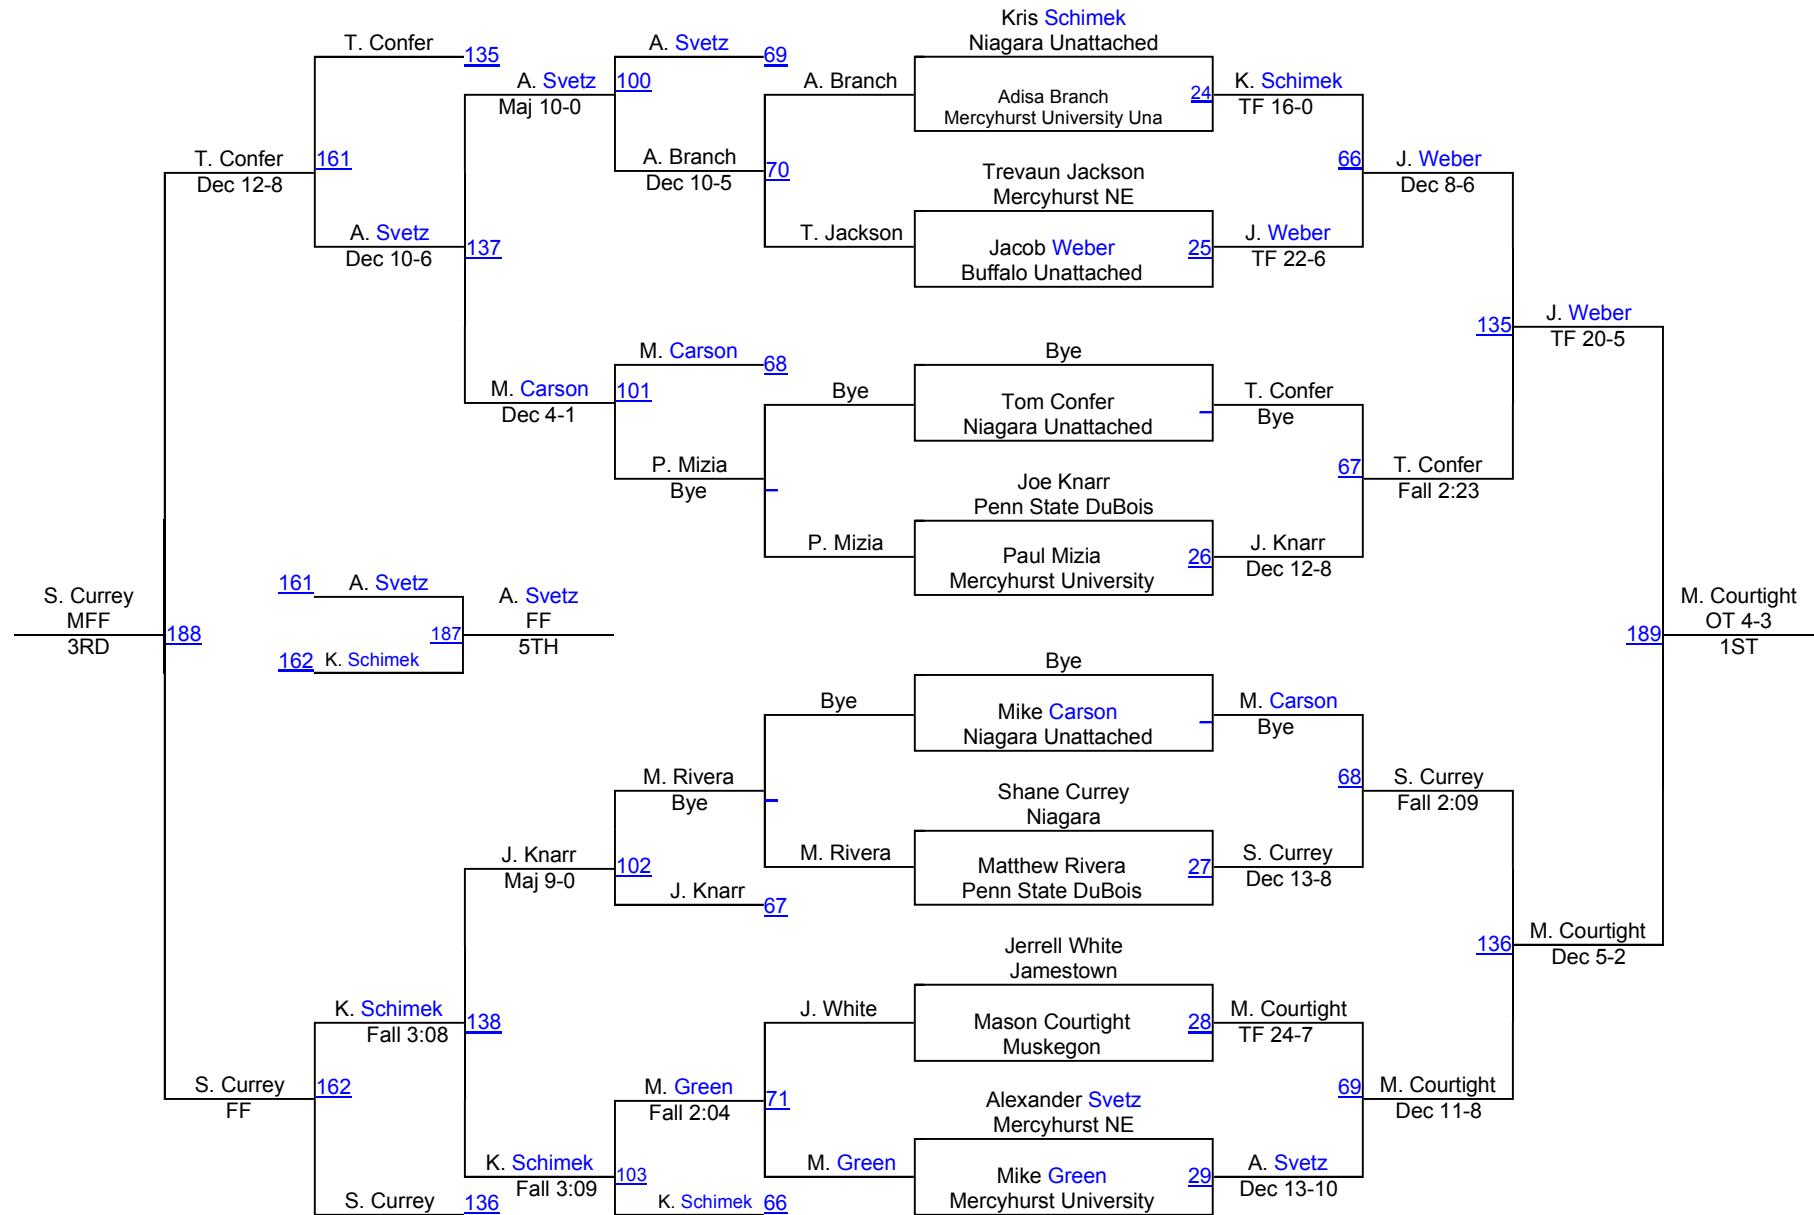 Kris Schimek
Niagara Unattached
T. Confer
135
A. Svetz
69
A. Svetz
100
Maj 10-0
A. Branch
Adisa Branch
Mercyhurst University Una
24
K. Schimek
TF 16-0
T. Confer
161
Dec 12-8
A. Branch
70
Dec 10-5
Trevaun Jackson
Mercyhurst NE
66
J. Weber
Dec 8-6
A. Svetz
137
Dec 10-6
T. Jackson
Jacob Weber
Buffalo Unattached
25
J. Weber
TF 22-6
135
J. Weber
TF 20-5
M. Carson
68
Bye
M. Carson
101
Dec 4-1
Bye
Tom Confer
Niagara Unattached
T. Confer
Bye
P. Mizia
Bye
Joe Knarr
Penn State DuBois
67
T. Confer
Fall 2:23
P. Mizia
Paul Mizia
Mercyhurst University
26
J. Knarr
Dec 12-8
161
A. Svetz
S. Currey
MFF
3RD
188
187
A. Svetz
FF
5TH
162
K. Schimek
189
M. Courtight
OT 4-3
1ST
Bye
Bye
Mike Carson
Niagara Unattached
M. Carson
Bye
M. Rivera
Bye
Shane Currey
Niagara
68
S. Currey
Fall 2:09
J. Knarr
102
Maj 9-0
M. Rivera
Matthew Rivera
Penn State DuBois
27
S. Currey
Dec 13-8
J. Knarr
67
Jerrell White
Jamestown
136
M. Courtight
Dec 5-2
K. Schimek
138
Fall 3:08
J. White
Mason Courtight
Muskegon
28
M. Courtight
TF 24-7
S. Currey
162
FF
M. Green
71
Fall 2:04
Alexander Svetz
Mercyhurst NE
69
M. Courtight
Dec 11-8
K. Schimek
103
Fall 3:09
M. Green
Mike Green
Mercyhurst University
29
A. Svetz
Dec 13-10
S. Currey
136
K. Schimek
66